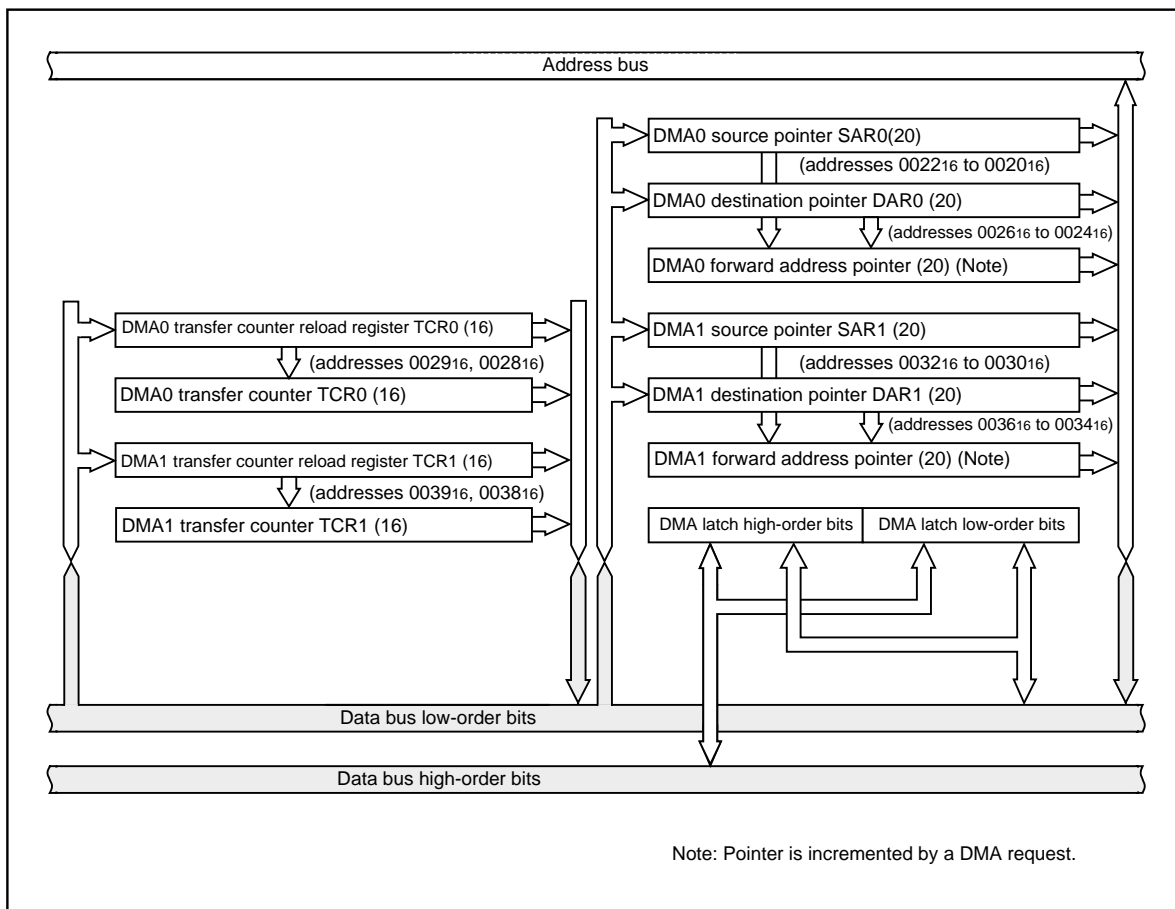 Address bus
DMA0 source pointer SAR0(20)
(addresses 002216 to 002016)
DMA0 destination pointer DAR0 (20)
(addresses 002616 to 002416)
DMA0 forward address pointer (20) (Note)
DMA0 transfer counter reload register TCR0 (16)
(addresses 002916, 002816)
DMA0 transfer counter TCR0 (16)
DMA1 transfer counter reload register TCR1 (16)
(addresses 003916, 003816)
DMA1 transfer counter TCR1 (16)
DMA1 source pointer SAR1 (20)
(addresses 003216 to 003016)
DMA1 destination pointer DAR1 (20)
(addresses 003616 to 003416)
DMA1 forward address pointer (20) (Note)
DMA latch high-order bits
DMA latch low-order bits
Data bus low-order bits
Data bus high-order bits
Note: Pointer is incremented by a DMA request.